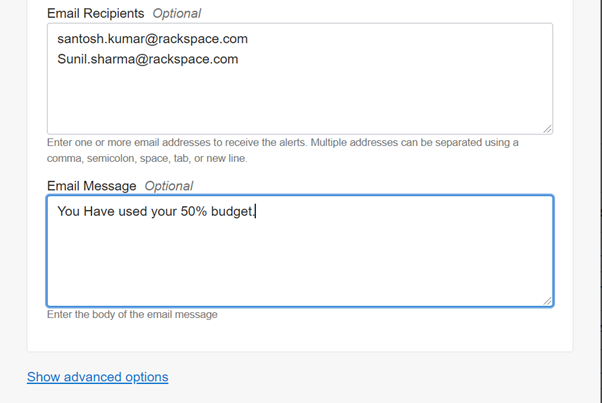 Email Recipients Optional
santosh.kumar@rackspace.com
Sunil.sharma@rackspace.com
Enter one or more email addresses to receive the alerts. Multiple addresses can be separated using a
comma, semicolon, space, tab, or new line.
Email Message Optional
You Have used your 50% budget.
Enter the body of the email message
Show advanced options